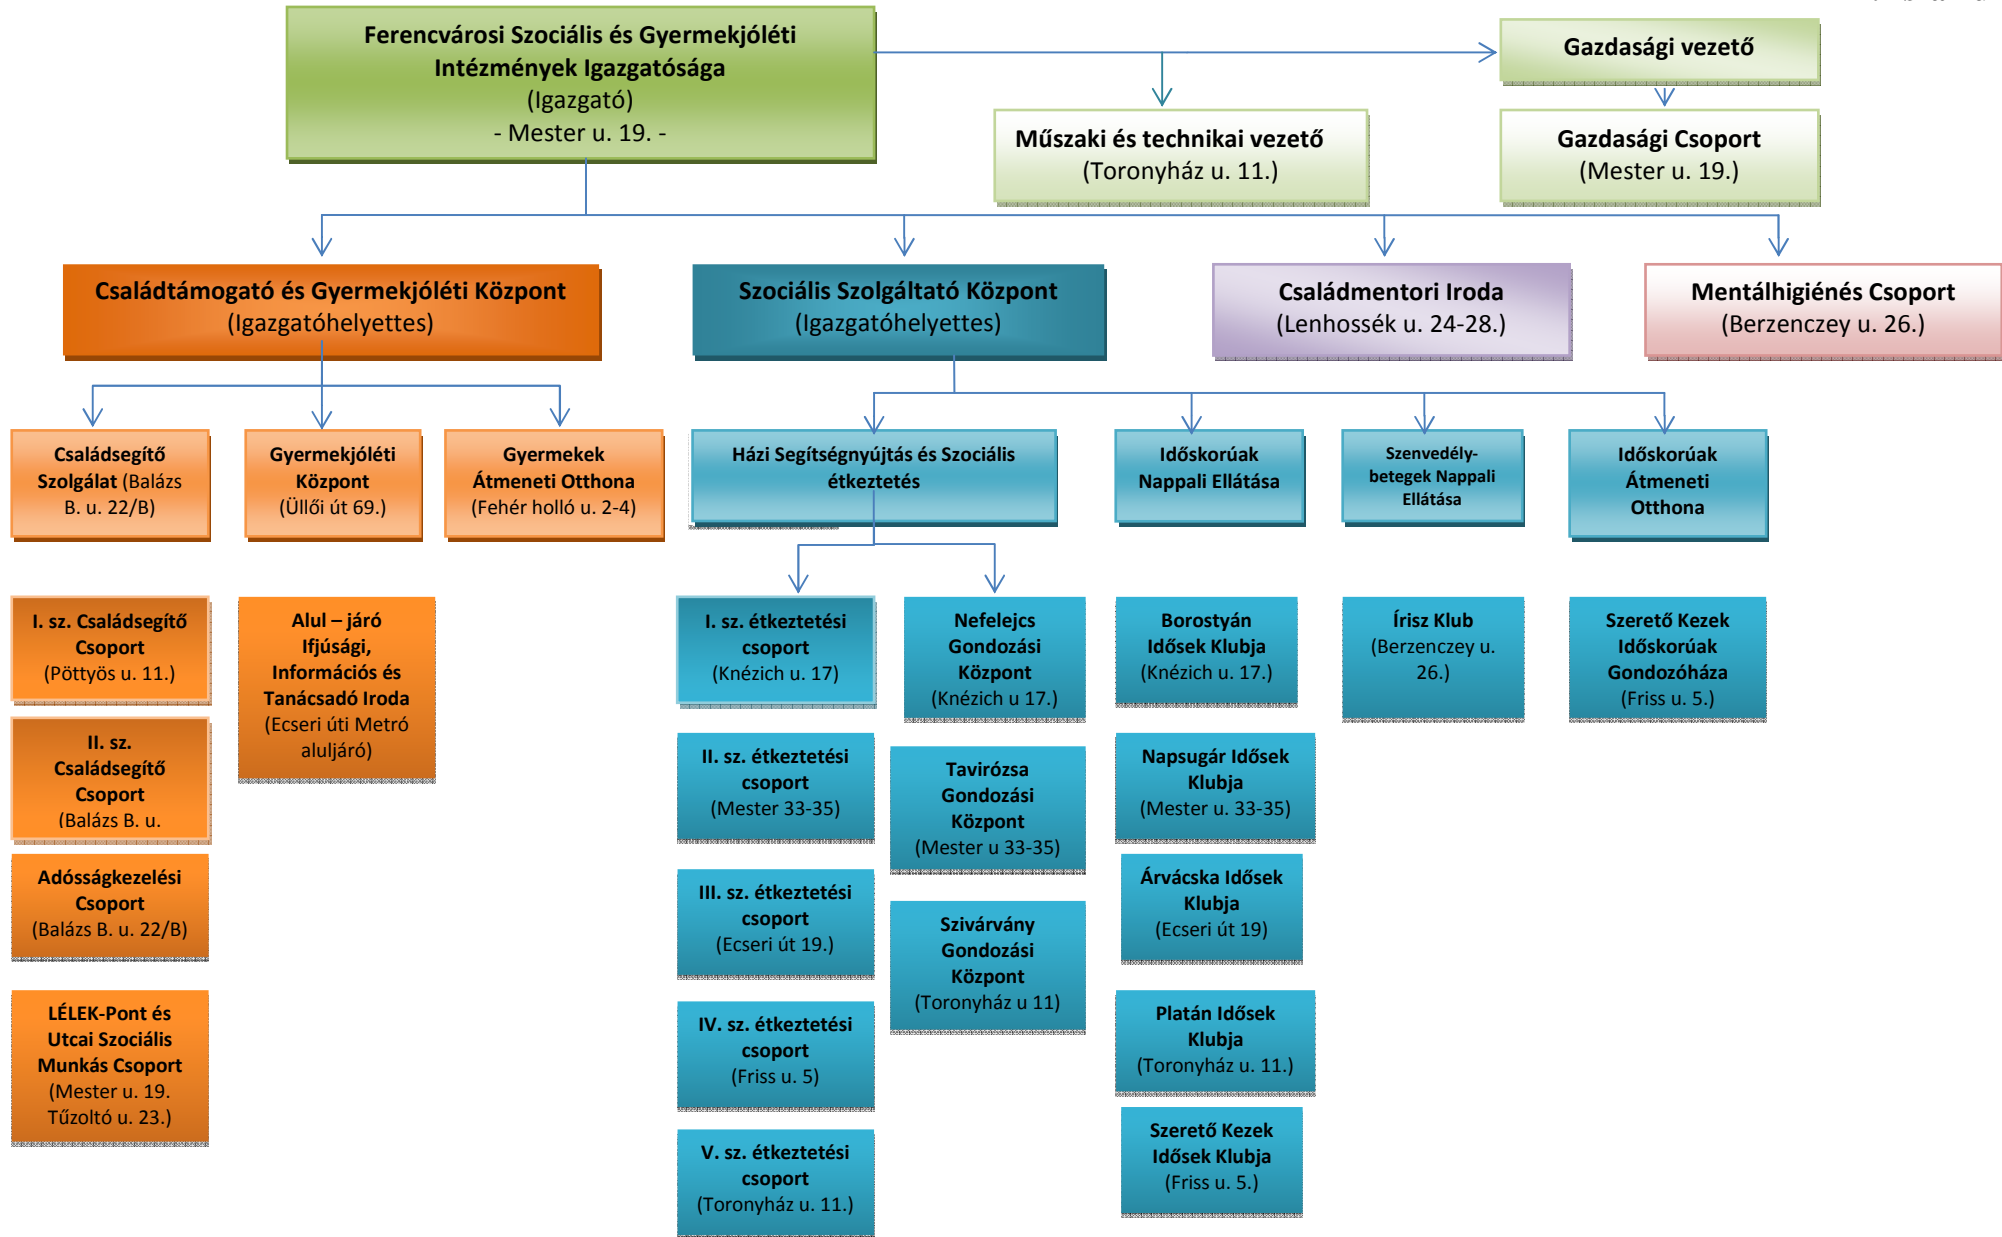 Ferencvárosi Szociális és Gyermekjóléti
Intézmények Igazgatósága
(Igazgató)
- Mester u. 19. -
Gazdasági vezető
Műszaki és technikai vezető
(Toronyház u. 11.)
Gazdasági Csoport
(Mester u. 19.)
Családtámogató és Gyermekjóléti Központ
(Igazgatóhelyettes)
Szociális Szolgáltató Központ
(Igazgatóhelyettes)
Családmentori Iroda
(Lenhossék u. 24-28.)
Mentálhigiénés Csoport
(Berzenczey u. 26.)
Családsegítő
Szolgálat (Balázs
B. u. 22/B)
Gyermekjóléti
Központ
(Üllői út 69.)
Gyermekek
Átmeneti Otthona
(Fehér holló u. 2-4)
Házi Segítségnyújtás és Szociális
étkeztetés
Időskorúak
Nappali Ellátása
Szenvedély-
betegek Nappali
Ellátása
Időskorúak
Átmeneti
Otthona
I. sz. Családsegítő
Csoport
(Pöttyös u. 11.)
II. sz.
Családsegítő
Csoport
(Balázs B. u.
Adósságkezelési
Csoport
(Balázs B. u. 22/B)
LÉLEK-Pont és
Utcai Szociális
Munkás Csoport
(Mester u. 19.
Tűzoltó u. 23.)
Alul – járó
Ifjúsági,
Információs és
Tanácsadó Iroda
(Ecseri úti Metró
aluljáró)
I. sz. étkeztetési
csoport
(Knézich u. 17)
II. sz. étkeztetési
csoport
(Mester 33-35)
III. sz. étkeztetési
csoport
(Ecseri út 19.)
IV. sz. étkeztetési
csoport
(Friss u. 5)
V. sz. étkeztetési
csoport
(Toronyház u. 11.)
Nefelejcs
Gondozási
Központ
(Knézich u 17.)
Tavirózsa
Gondozási
Központ
(Mester u 33-35)
Szivárvány
Gondozási
Központ
(Toronyház u 11)
Borostyán
Idősek Klubja
(Knézich u. 17.)
Napsugár Idősek
Klubja
(Mester u. 33-35)
Árvácska Idősek
Klubja
(Ecseri út 19)
Platán Idősek
Klubja
(Toronyház u. 11.)
Szerető Kezek
Idősek Klubja
(Friss u. 5.)
Írisz Klub
(Berzenczey u.
26.)
Szerető Kezek
Időskorúak
Gondozóháza
(Friss u. 5.)